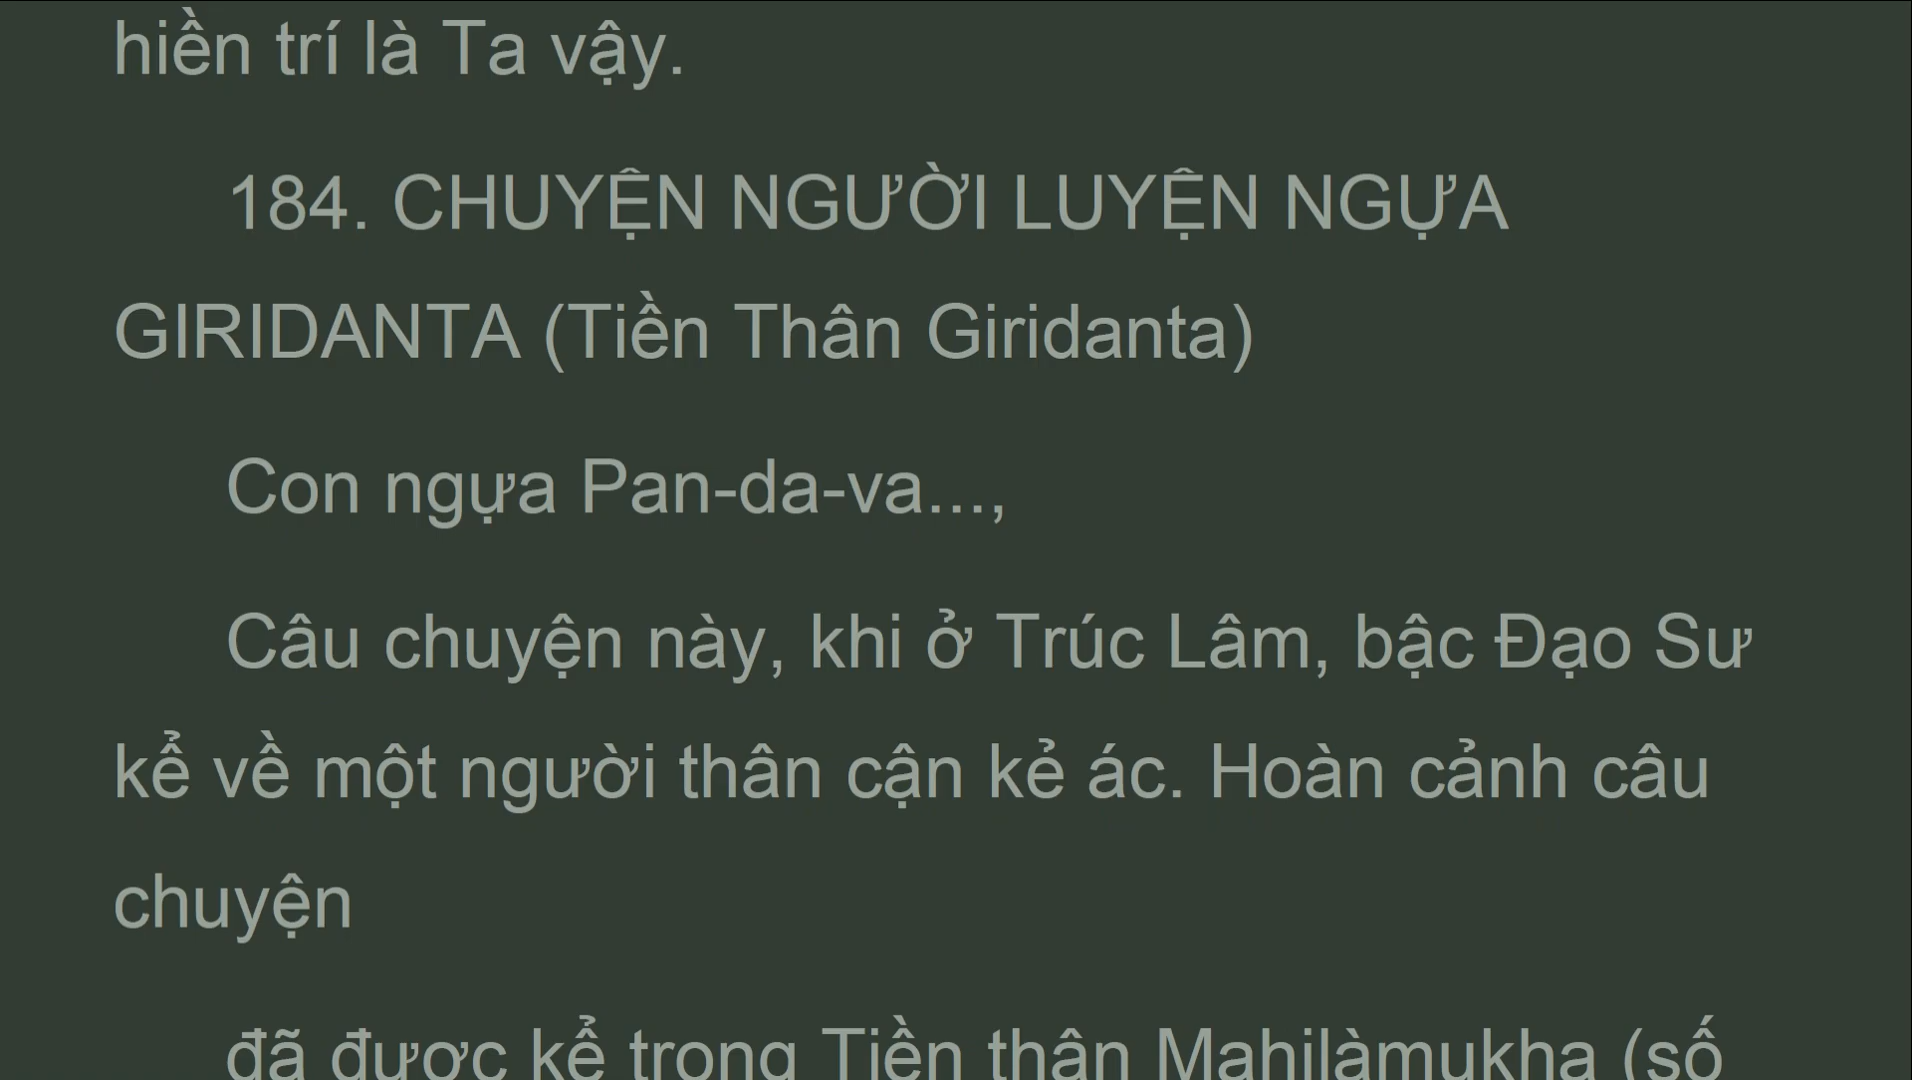 hiền trí là Ta vậy.
184. CHUYỆN NGƯỜI LUYỆN NGỰA
GIRIDANTA (Tiền Thân Giridanta)
Con ngựa Pan-da-va...,
Câu chuyện này, khi ở Trúc Lâm, bậc Đạo Sư
kể về một người thân cận kẻ ác. Hoàn cảnh câu
chuyện
đã được kể trong Tiền thân Mahilàmukha (số